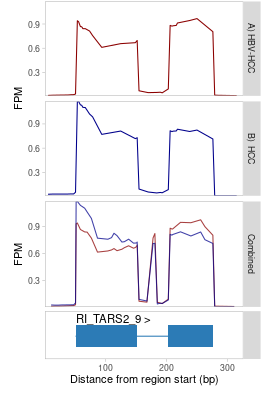 0.9
0.6
0.3
FPM
A) HBV-HCC
0.9
0.6
0.3
B) HCC
0.9
0.6
0.3
FPM
Combined
RI_TARS2_9 >
100
200
300
Distance from region start (bp)